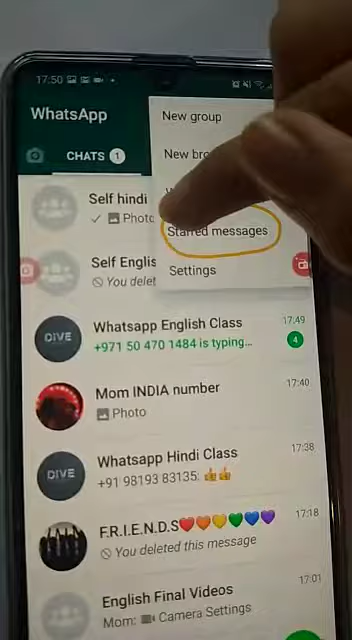 17:50
WhatsApp
New group
CHATS 1
New bro
Self hindi
Photo
Starred messages
Self Englis
You delet
Settings
DIVE
Whatsapp English Class
17:49
+971 50 470 1484 is typing...
4
Mom INDIA number
17:40
Photo
DIVE
Whatsapp Hindi Class
17:38
+91 98193 83135: 👍👍
F.R.I.E.N.D.S❤️🧡💛💚💙💜
17:18
You deleted this message
English Final Videos
17:01
Mom: Camera Settings